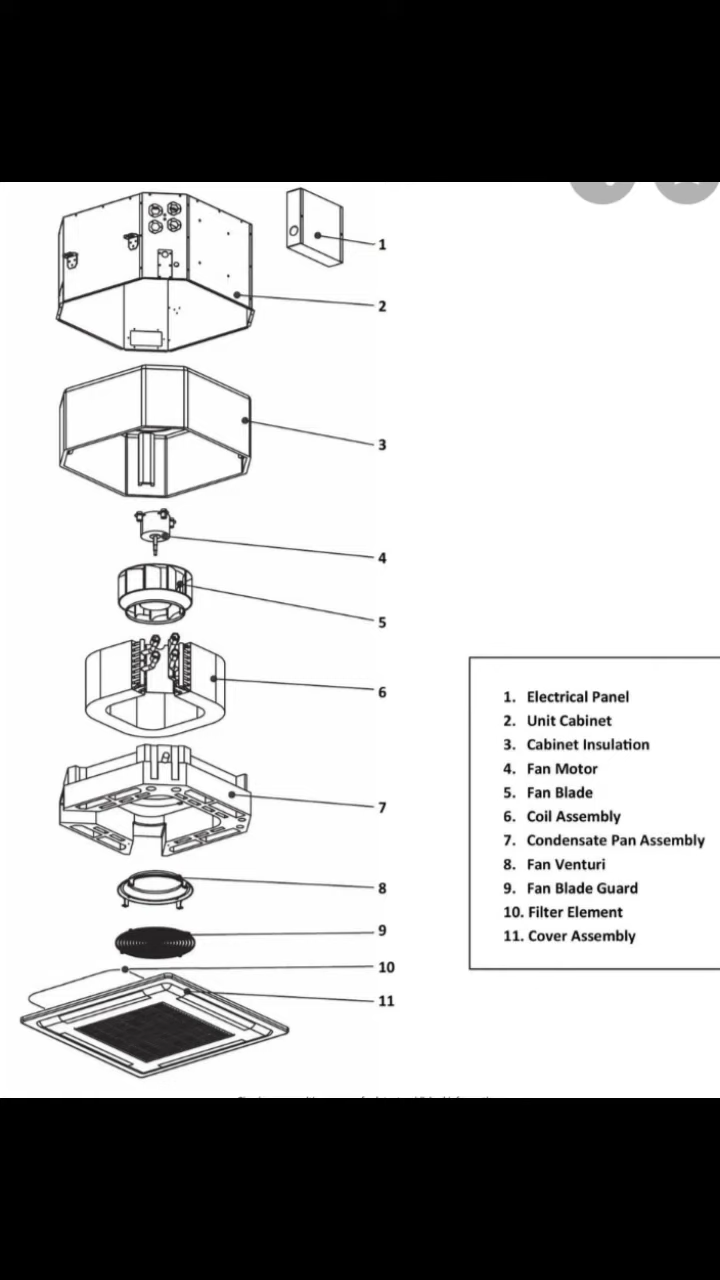 1
2
3
4
5
6
7
8
9
10
11
1. Electrical Panel
2. Unit Cabinet
3. Cabinet Insulation
4. Fan Motor
5. Fan Blade
6. Coil Assembly
7. Condensate Pan Assembly
8. Fan Venturi
9. Fan Blade Guard
10. Filter Element
11. Cover Assembly